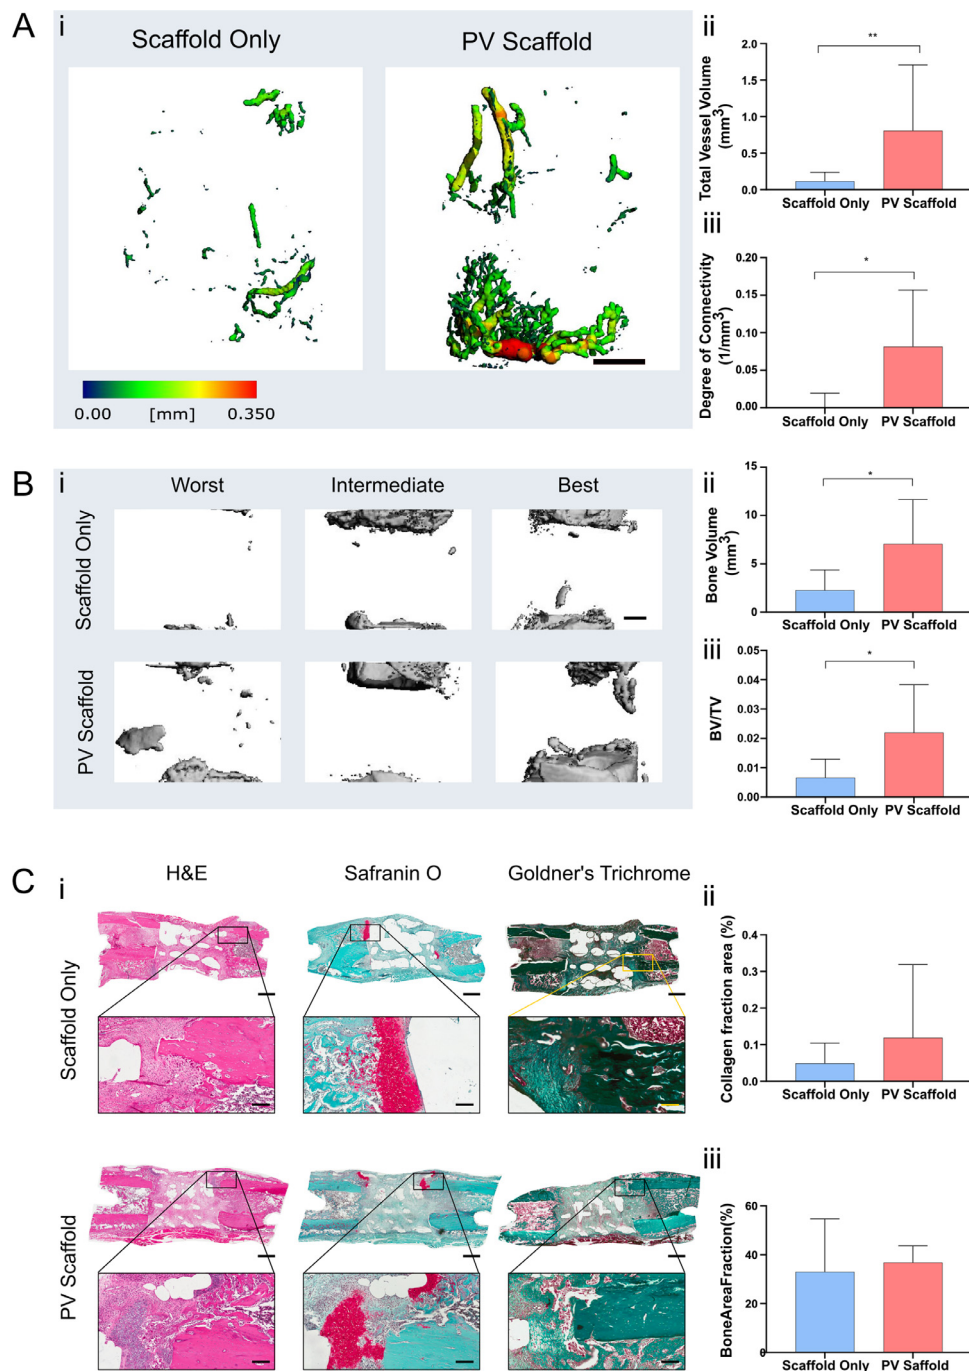 A
i
Scaffold Only
PV Scaffold
0.00 [mm] 0.350
ii
**
Total Vessel Volume
(mm3)
2.0
1.5
1.0
0.5
0.0
Scaffold Only PV Scaffold
iii
*
Degree of Connectivity
(1/mm3)
0.20
0.15
0.10
0.05
0.00
Scaffold Only PV Scaffold
B
i
Worst
Intermediate
Best
Scaffold Only
PV Scaffold
ii
*
Bone Volume
(mm3)
15
10
5
0
Scaffold Only PV Scaffold
iii
*
BV/TV
0.05
0.04
0.03
0.02
0.01
0.00
Scaffold Only PV Scaffold
C
i
H&E
Safranin O
Goldner's Trichrome
Scaffold Only
PV Scaffold
ii
Collagen fraction area (%)
0.4
0.3
0.2
0.1
0.0
Scaffold Only PV Scaffold
iii
BoneAreaFraction(%)
60
40
20
0
Scaffold Only PV Saffold